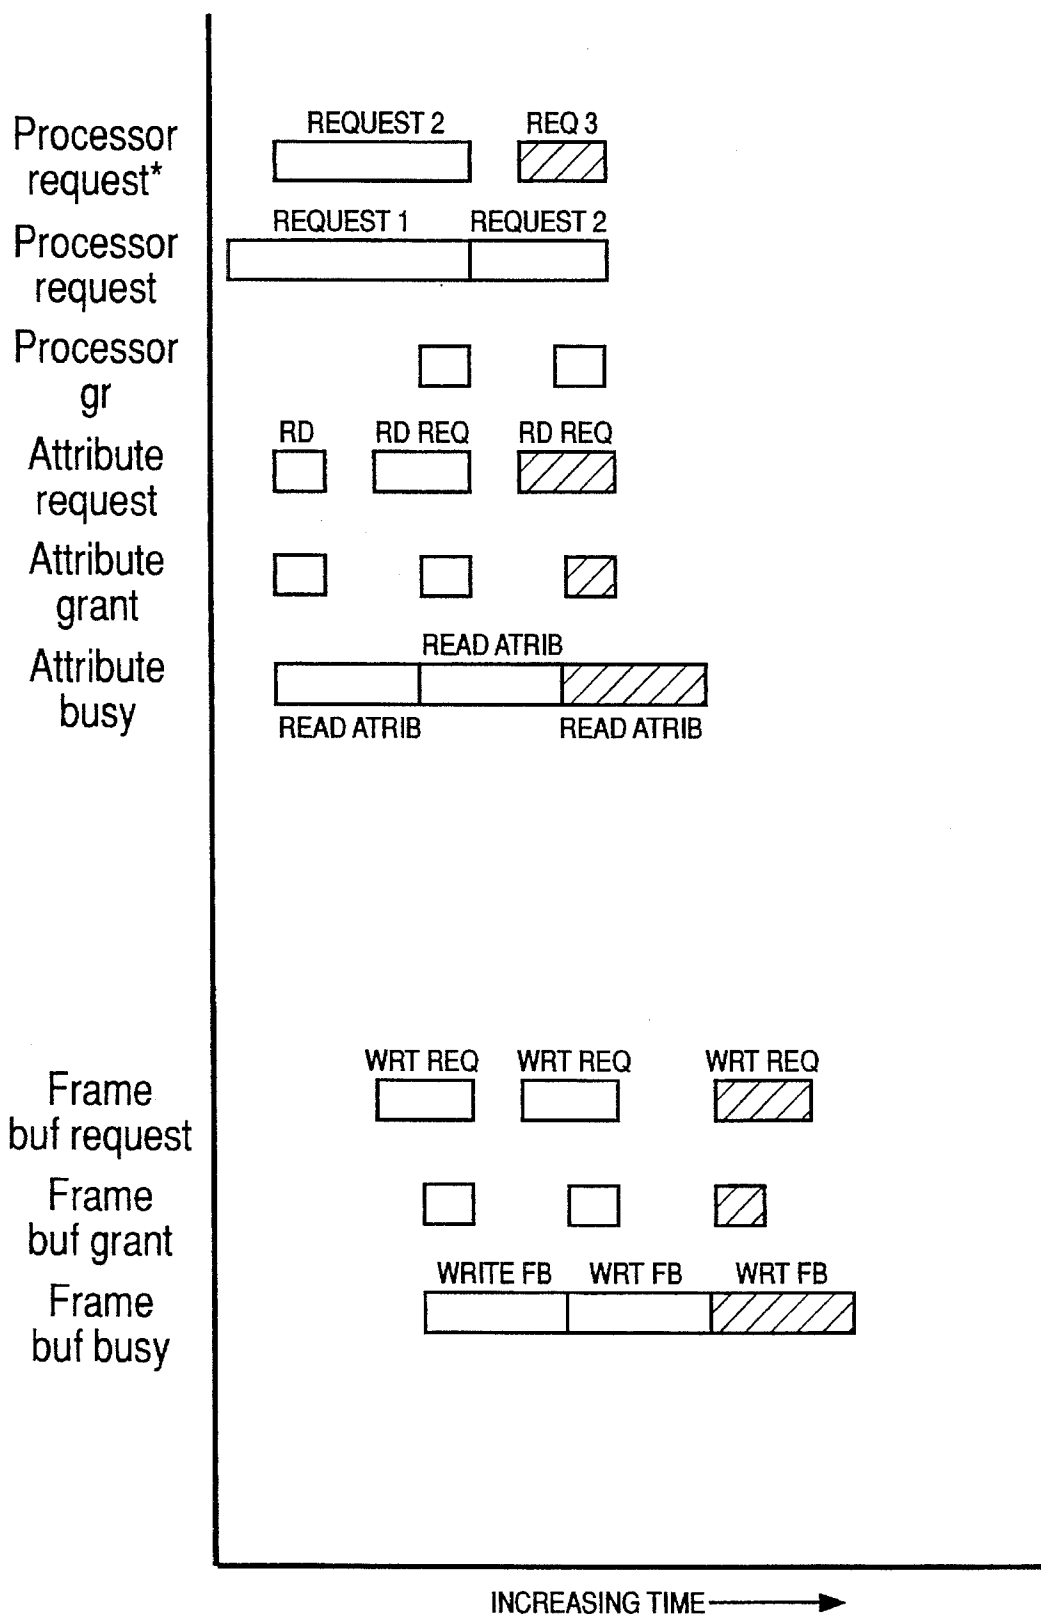 REQUEST 2 REQ 3
Processor
request*
REQUEST 1 REQUEST 2
Processor
request
Processor
gr
RD RD REQ RD REQ
Attribute
request
Attribute
grant
READ ATRIB
Attribute
busy
READ ATRIB READ ATRIB
WRT REQ WRT REQ WRT REQ
Frame
buf request
Frame
buf grant
WRITE FB WRT FB WRT FB
Frame
buf busy
INCREASING TIME